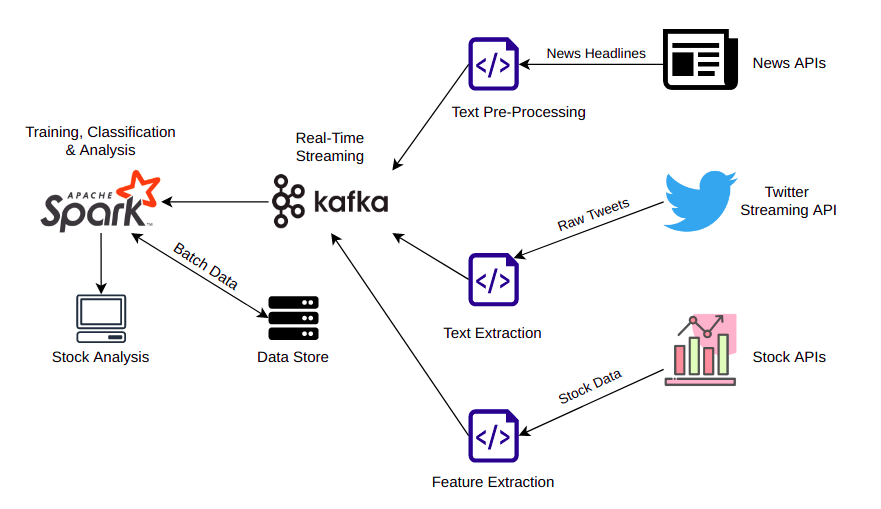 News Headlines
News APIs
</>
Text Pre-Processing
Training, Classification
& Analysis
Real-Time
Streaming
APACHE
Spark™
kafka
Raw Tweets
Twitter
Streaming API
Batch Data
</>
Text Extraction
Stock Analysis
Data Store
Stock Data
Stock APIs
</>
Feature Extraction